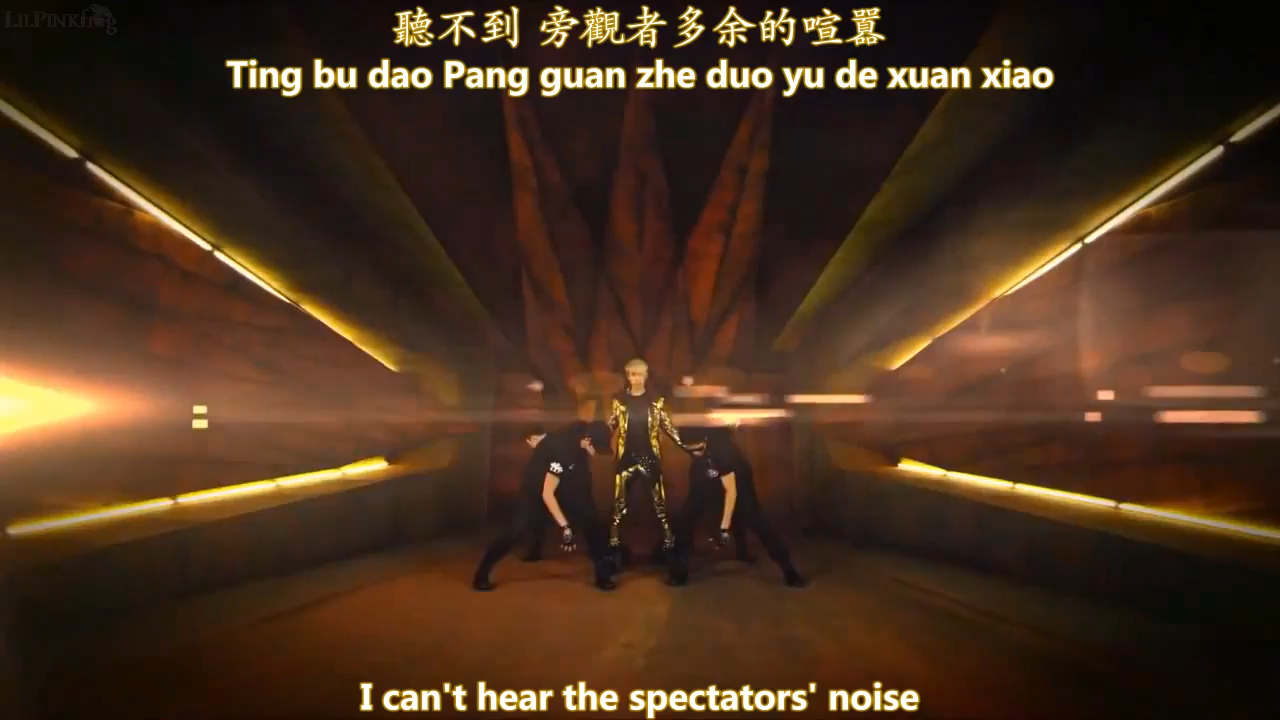 LilPinkFrog
聽不到 旁觀者多余的喧囂
Ting bu dao Pang guan zhe duo yu de xuan xiao
I can't hear the spectators' noise